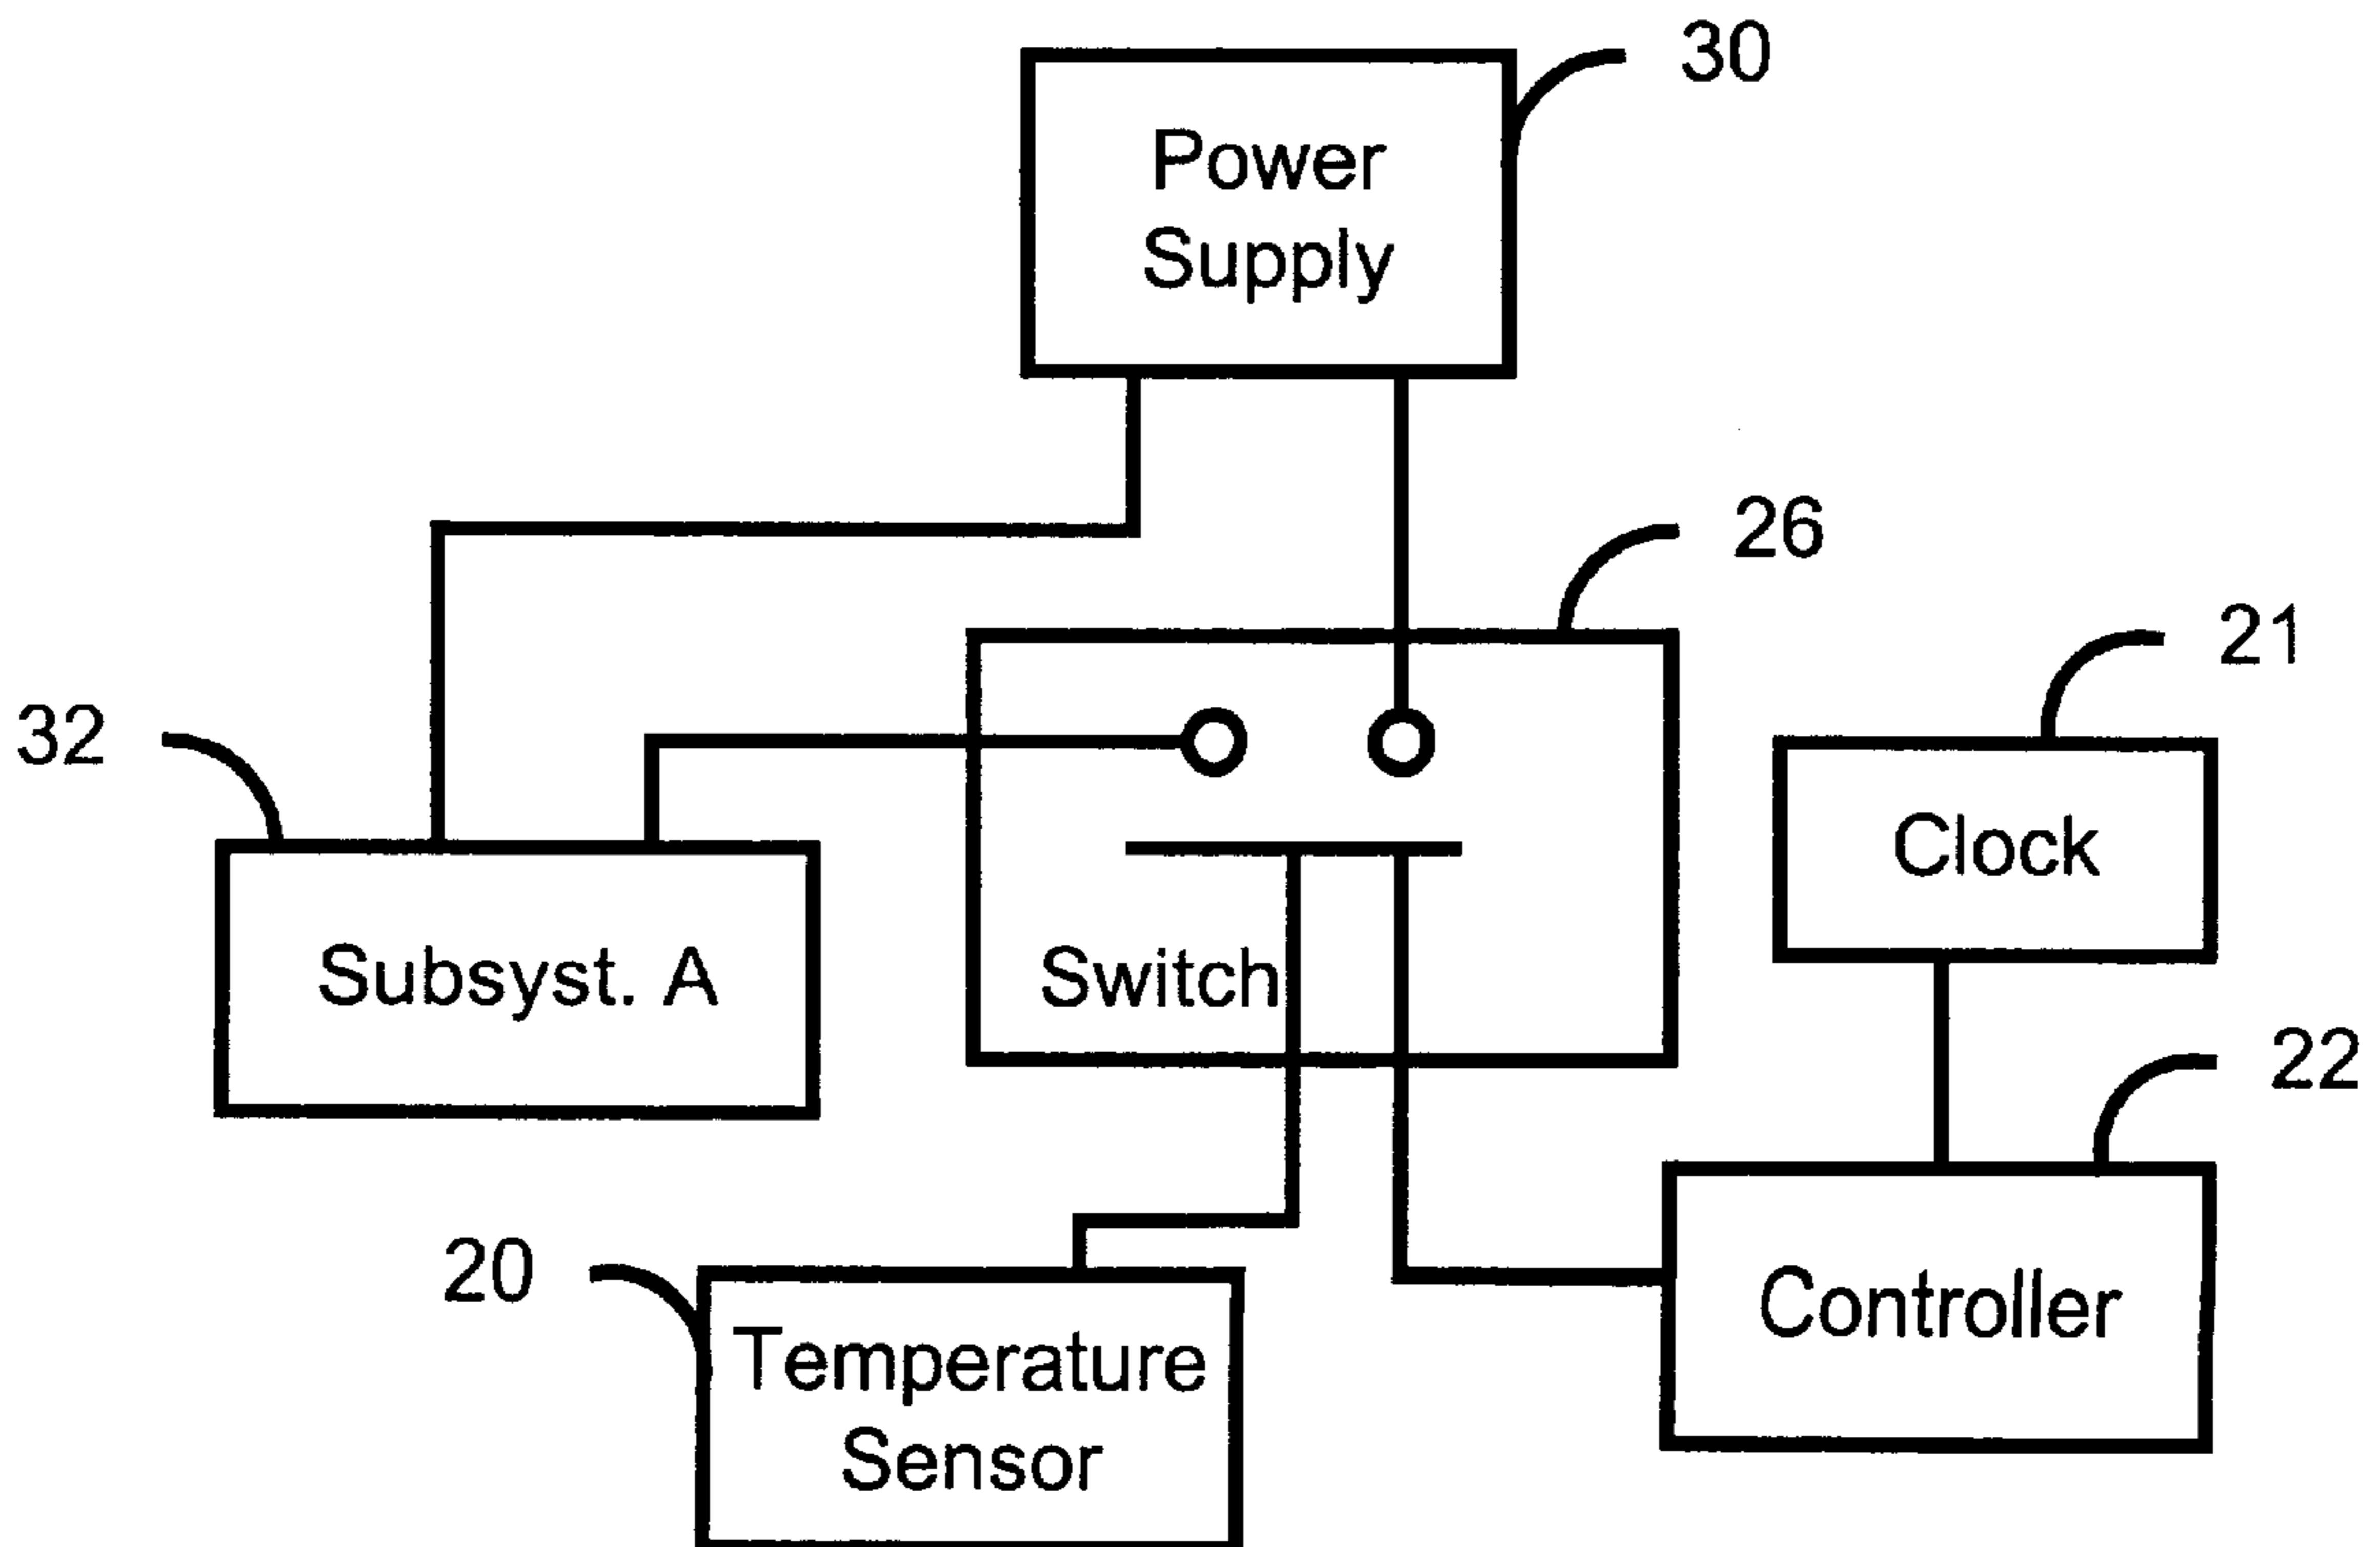 30
Power
Supply
26
21
32
Clock
Subsyst. A
Switch
22
20
Controller
Temperature
Sensor